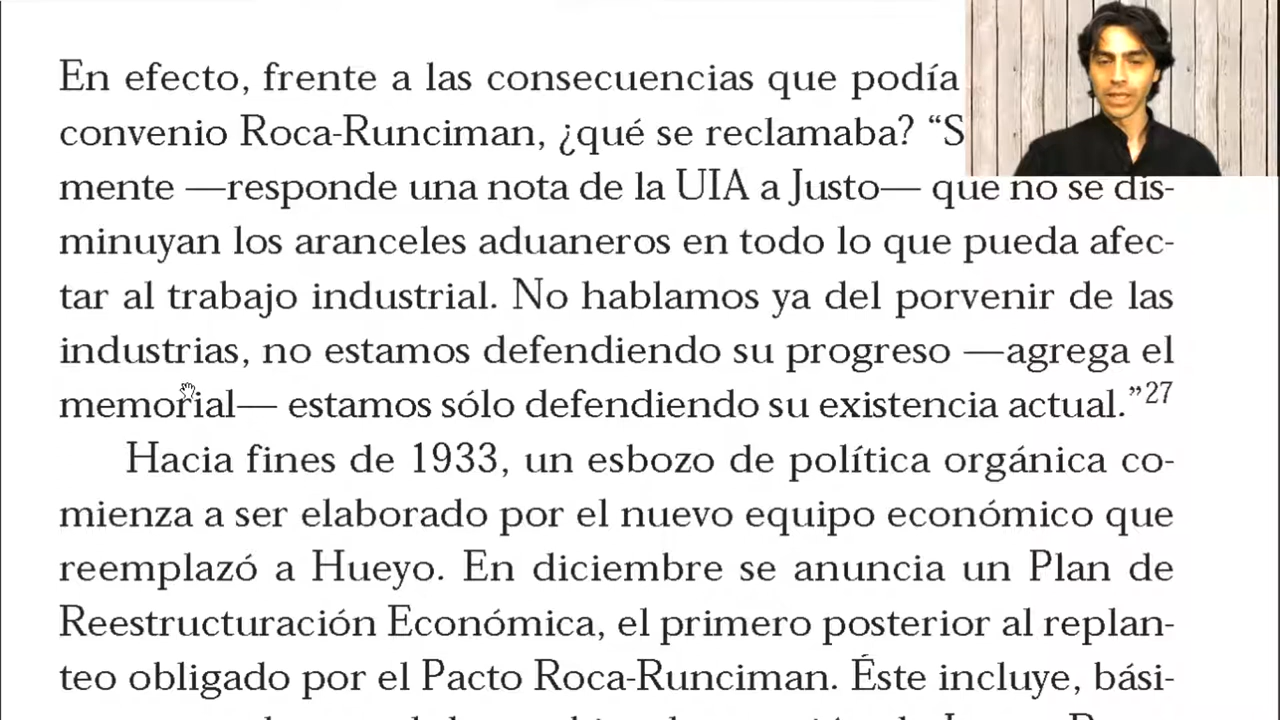 En efecto, frente a las consecuencias que podía
convenio Roca-Runciman, ¿qué se reclamaba? “S
mente —responde una nota de la UIA a Justo— que no se dis-
minuyan los aranceles aduaneros en todo lo que pueda afec-
tar al trabajo industrial. No hablamos ya del porvenir de las
industrias, no estamos defendiendo su progreso —agrega el
memorial— estamos sólo defendiendo su existencia actual.”27
Hacia fines de 1933, un esbozo de política orgánica co-
mienza a ser elaborado por el nuevo equipo económico que
reemplazó a Hueyo. En diciembre se anuncia un Plan de
Reestructuración Económica, el primero posterior al replan-
teo obligado por el Pacto Roca-Runciman. Éste incluye, bási-